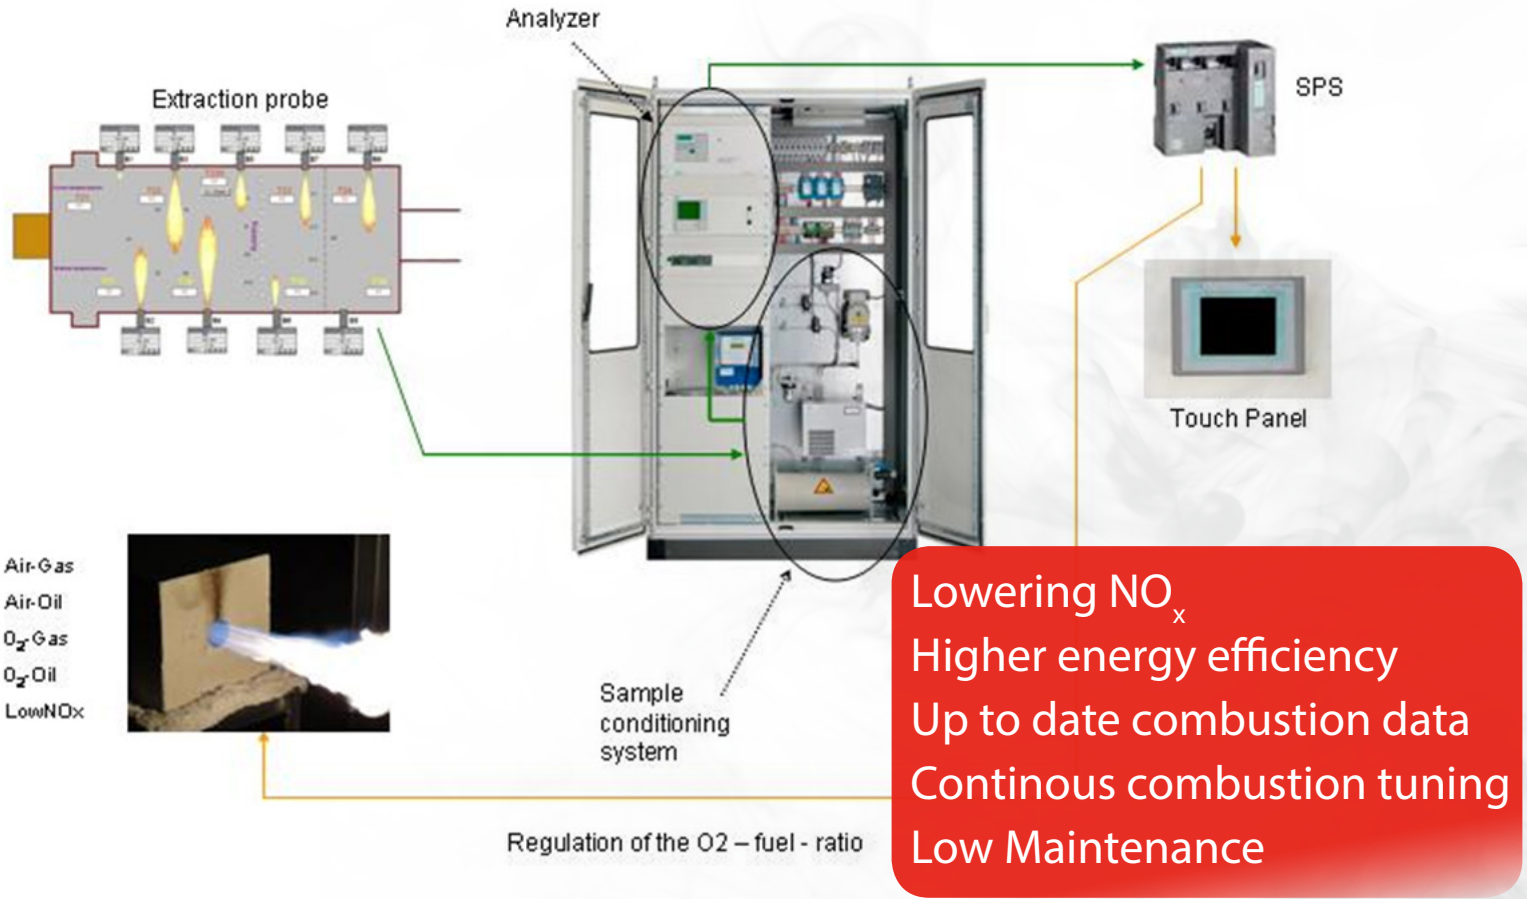 Analyzer
SPS
Extraction probe
Touch Panel
Air-Gas
Air-Oil
O₂-Gas
O₂-Oil
LowNOx
Sample
conditioning
system
Regulation of the O2 – fuel - ratio
Lowering NOₓ
Higher energy efficiency
Up to date combustion data
Continous combustion tuning
Low Maintenance